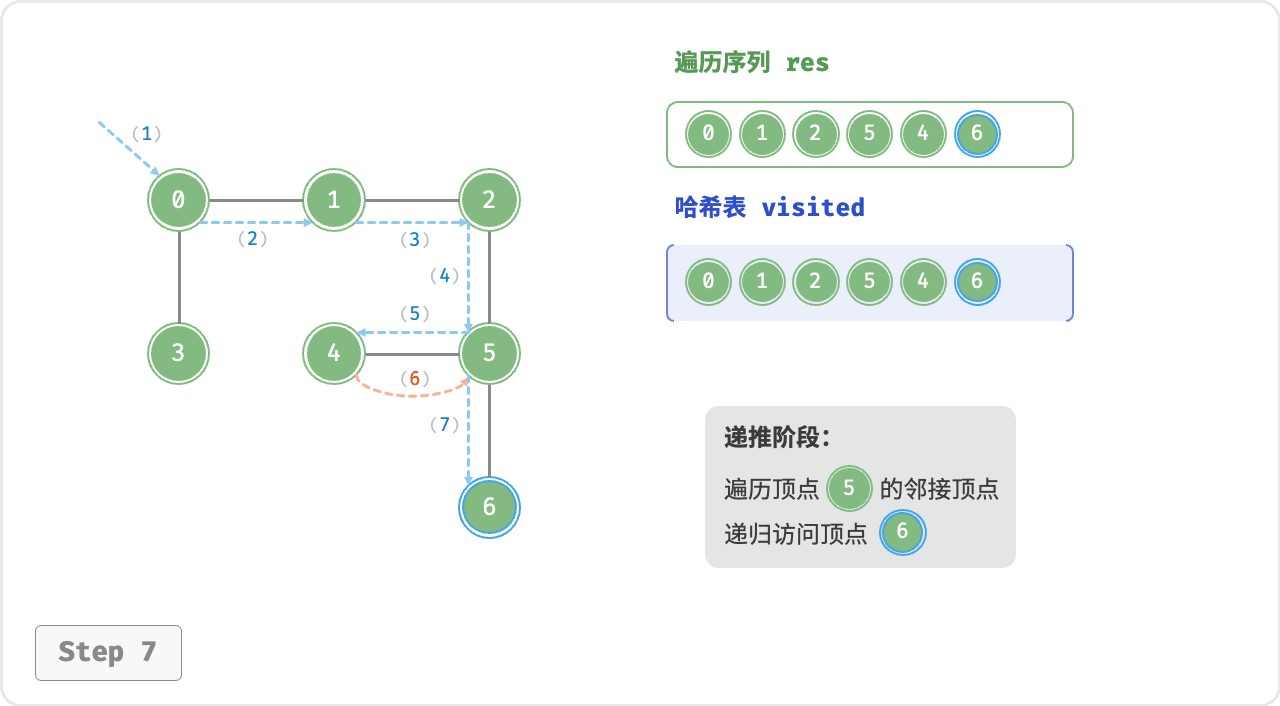 遍历序列 res
0 1 2 5 4 6
哈希表 visited
0 1 2 5 4 6
(1)
0 1 2
(2) (3)
(4)
(5)
3 4 5
(6)
(7)
6
递推阶段：
遍历顶点 5 的邻接顶点
递归访问顶点 6
Step 7